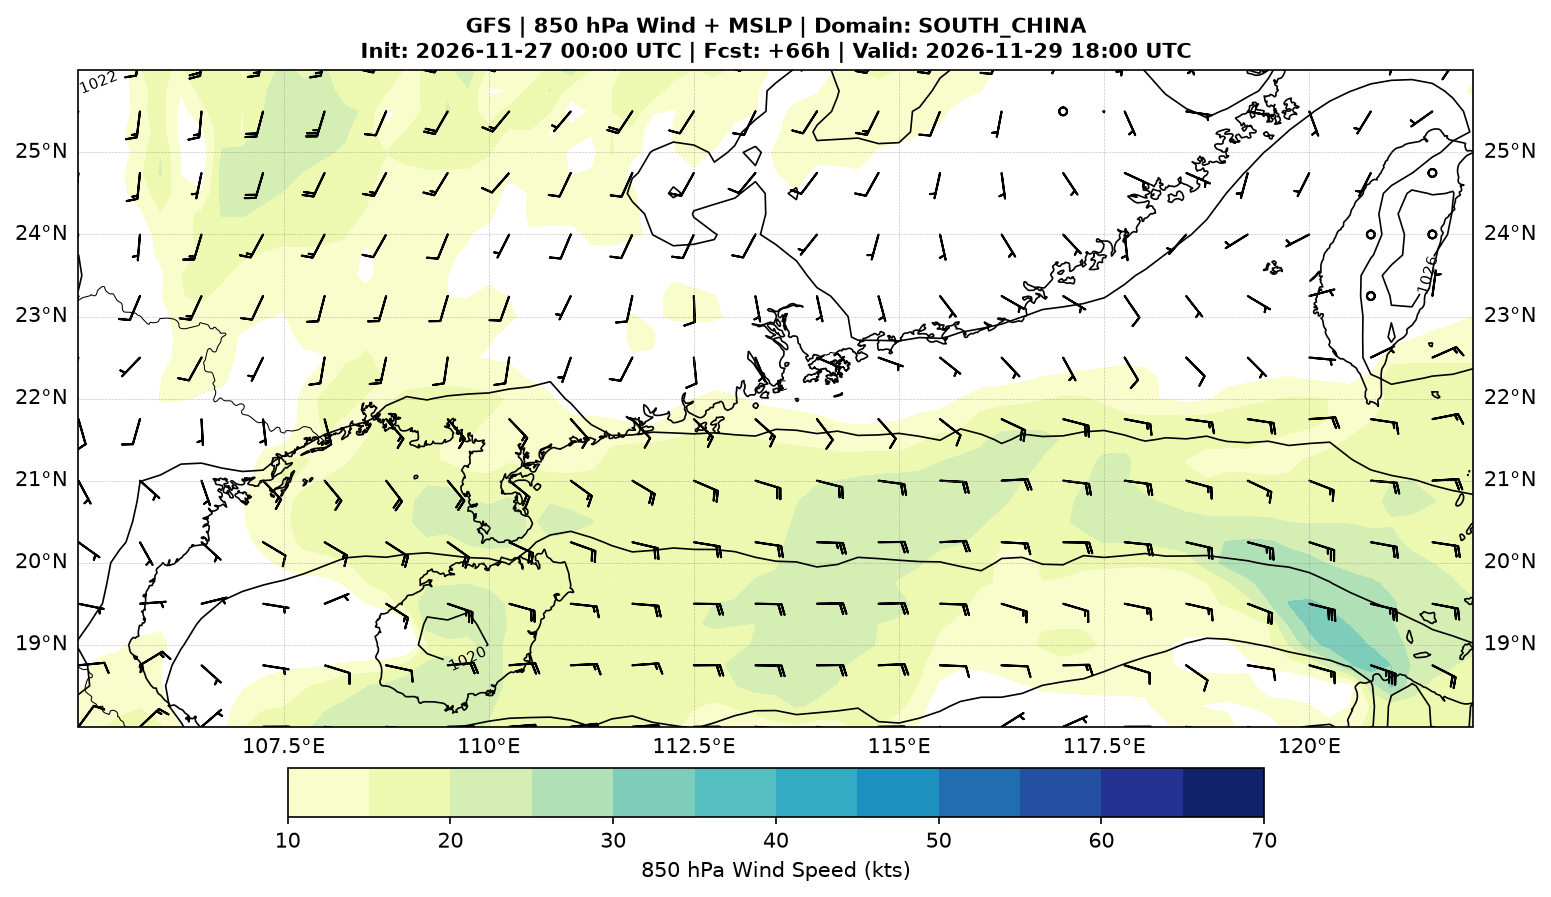 GFS | 850 hPa Wind + MSLP | Domain: SOUTH_CHINA
Init: 2026-11-27 00:00 UTC | Fcst: +66h | Valid: 2026-11-29 18:00 UTC
1022
25°N
25°N
24°N
24°N
1026
23°N
23°N
22°N
22°N
21°N
21°N
20°N
20°N
19°N
19°N
1020
107.5°E
110°E
112.5°E
115°E
117.5°E
120°E
10
20
30
40
50
60
70
850 hPa Wind Speed (kts)